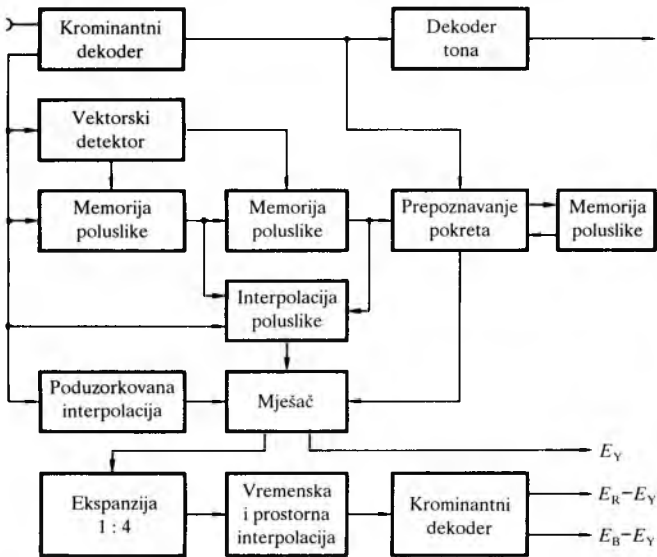 Krominantni
dekoder
Dekoder
tona
Vektorski
detektor
Memorija
poluslike
Memorija
poluslike
Prepoznavanje
pokreta
Memorija
poluslike
Interpolacija
poluslike
Poduzorkovana
interpolacija
Mješač
E_Y
Ekspanzija
1 : 4
Vremenska
i prostorna
interpolacija
Krominantni
dekoder
E_R−E_Y
E_B−E_Y